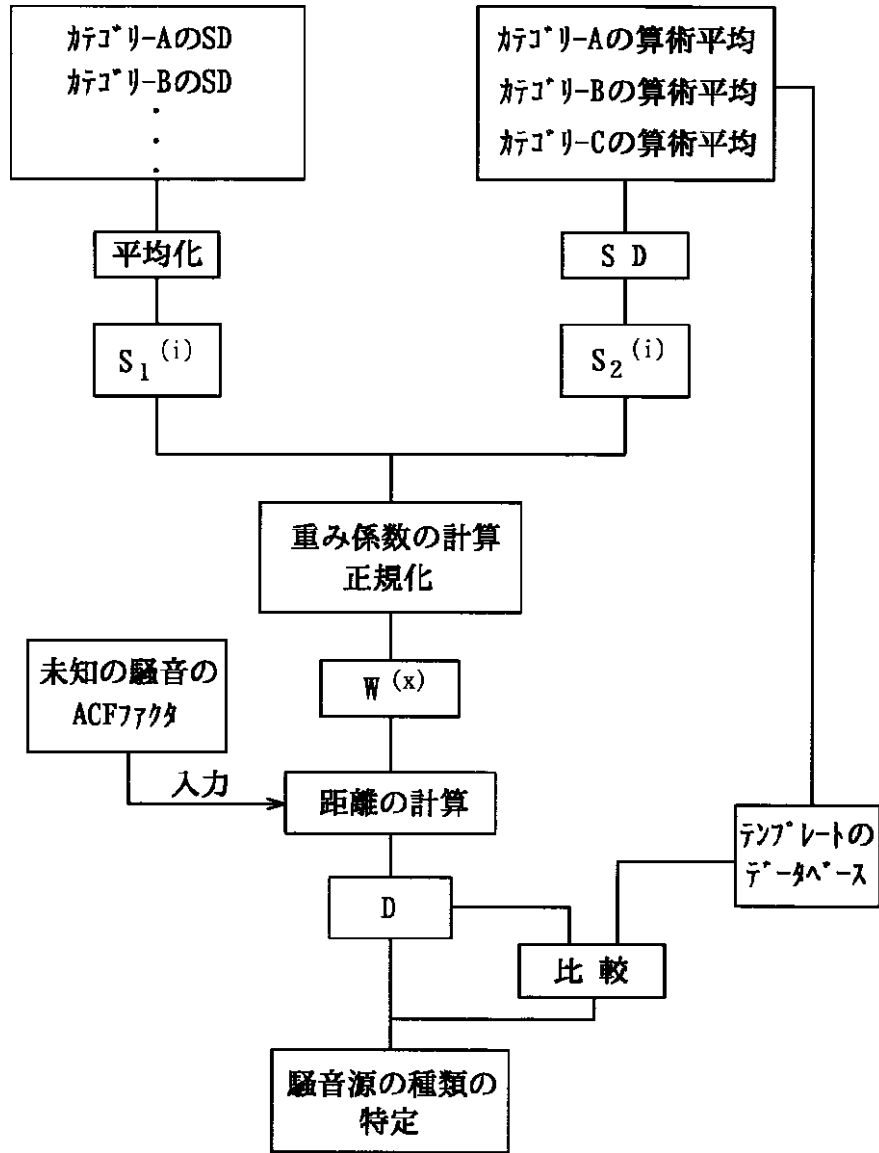 ｶﾃｺﾞﾘｰAのSD
ｶﾃｺﾞﾘｰBのSD
・
・
・
ｶﾃｺﾞﾘｰAの算術平均
ｶﾃｺﾞﾘｰBの算術平均
ｶﾃｺﾞﾘｰCの算術平均
平均化
S D
S₁⁽ⁱ⁾
S₂⁽ⁱ⁾
重み係数の計算
正規化
未知の騒音の
ACFﾌｧｸﾀ
W⁽ˣ⁾
入力
距離の計算
ﾃﾝﾌﾟﾚｰﾄの
ﾃﾞｰﾀﾍﾞｰｽ
D
比 較
騒音源の種類の
特定